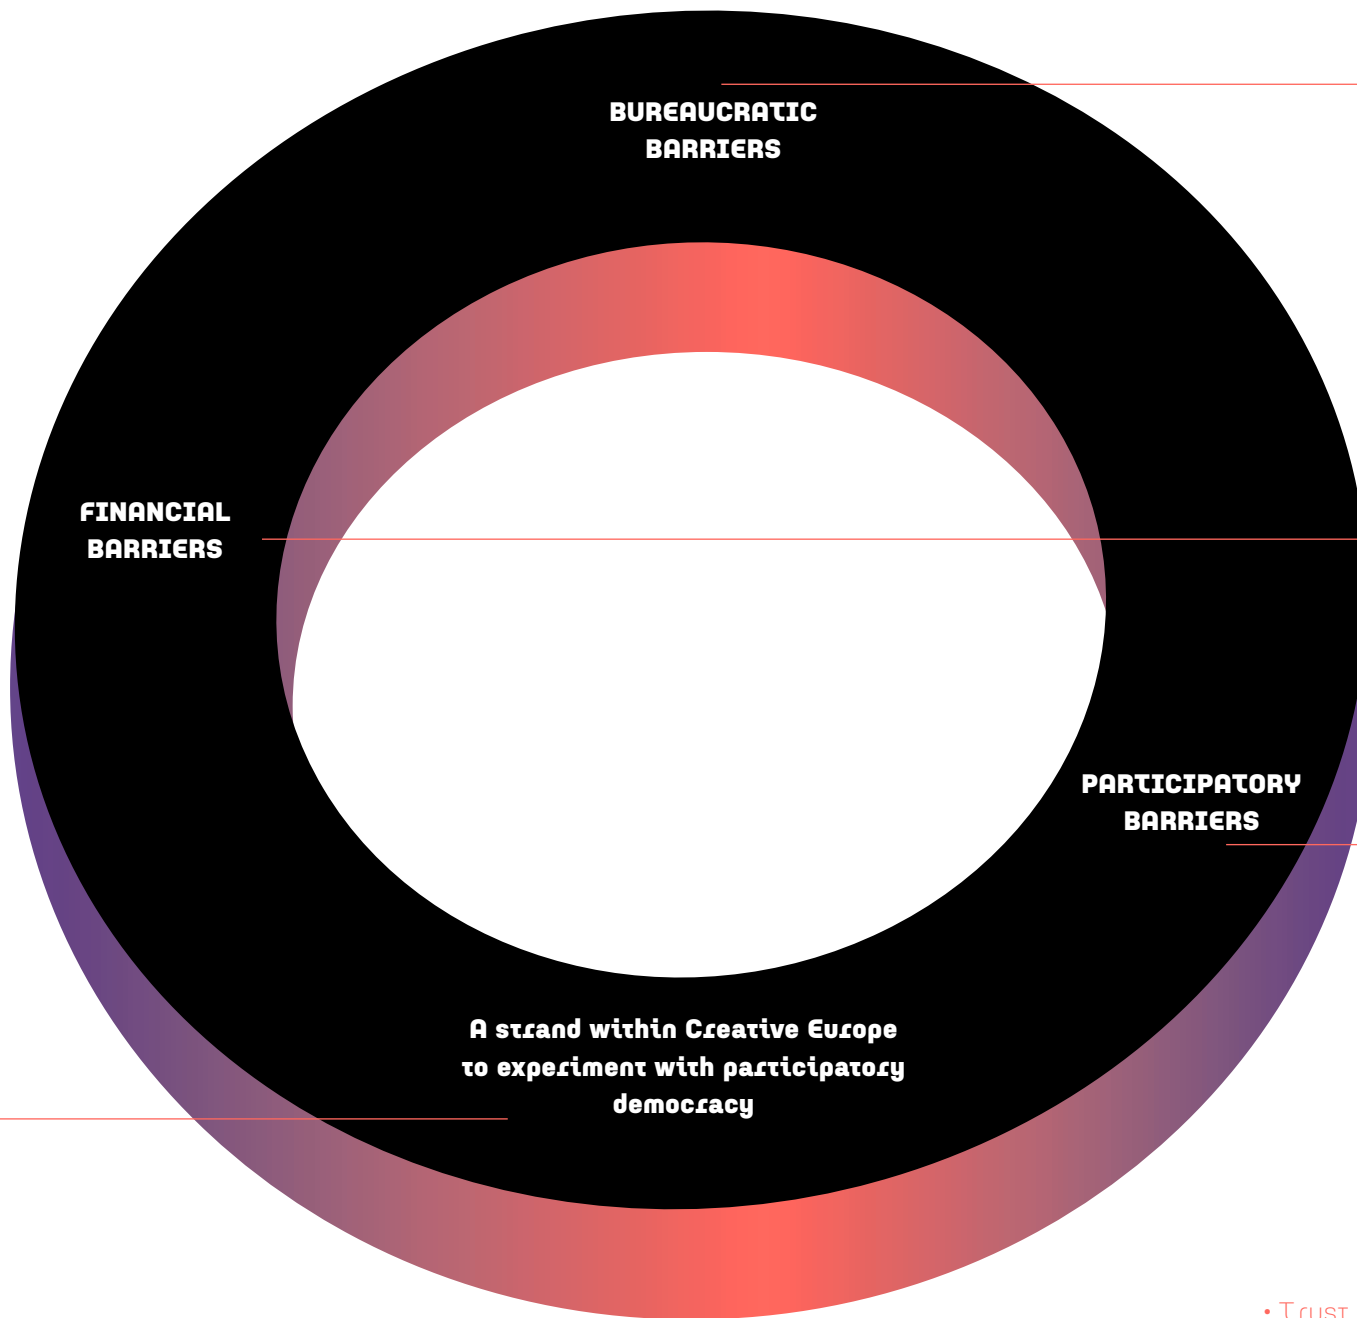 BUREAUCRATIC
BARRIERS
FINANCIAL
BARRIERS
PARTICIPATORY
BARRIERS
A strand within Creative Europe
to experiment with participatory
democracy
• Trust